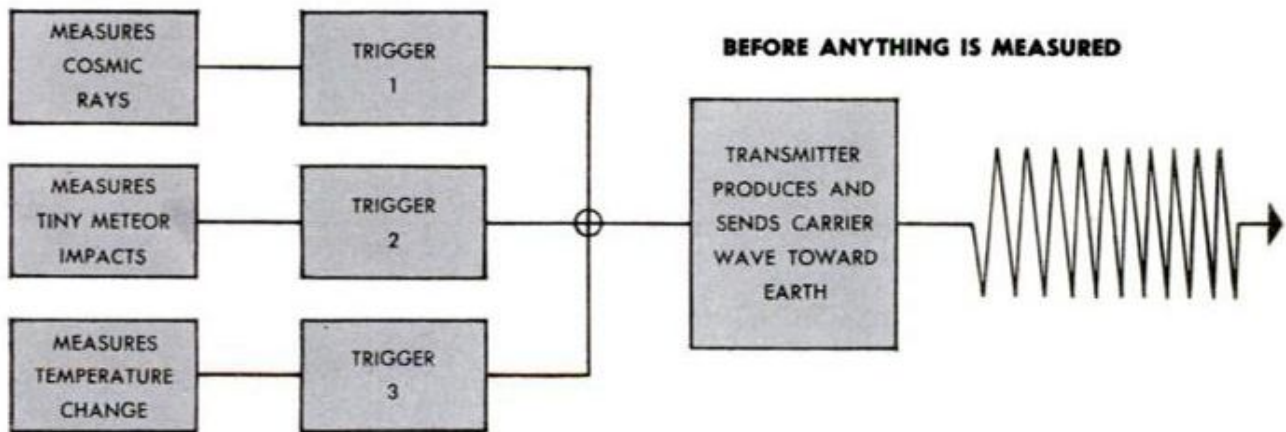 MEASURES
COSMIC
RAYS
TRIGGER
1
BEFORE ANYTHING IS MEASURED
MEASURES
TINY METEOR
IMPACTS
TRIGGER
2
TRANSMITTER
PRODUCES AND
SENDS CARRIER
WAVE TOWARD
EARTH
MEASURES
TEMPERATURE
CHANGE
TRIGGER
3